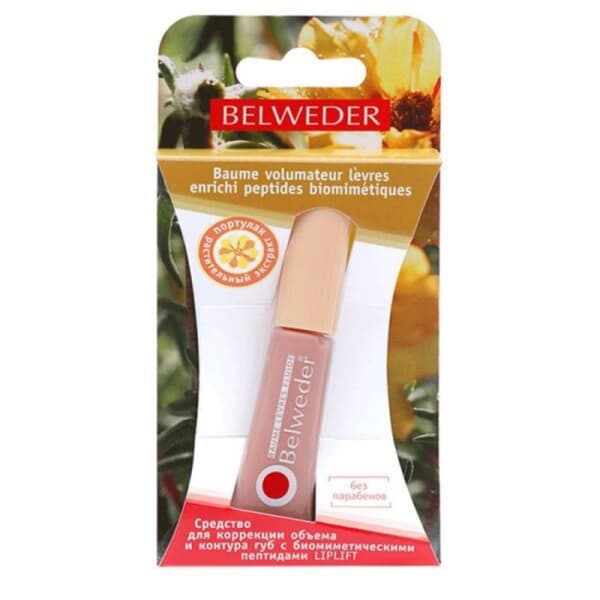 BELWEDER
Baume volumateur lèvres
enrichi peptides biomimétiques
портулак
растительный экстракт
BAUME LÈVRES FLUIDE
Belweder®
без
парабенов
Средство
для коррекции объема
и контура губ с биомиметическими
пептидами LIPLIFT